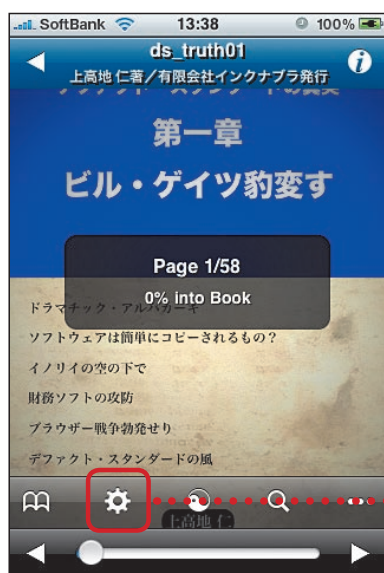 SoftBank 13:38 100%
ds_truth01
上高地 仁著／有限会社インクナブラ発行
第一章
ビル・ゲイツ豹変す
Page 1/58
0% into Book
ドラマチック・アルバカーキ
ソフトウェアは簡単にコピーされるもの？
イノリイの空の下で
財務ソフトの攻防
ブラウザー戦争勃発せり
デファクト・スタンダードの風
上高地 仁